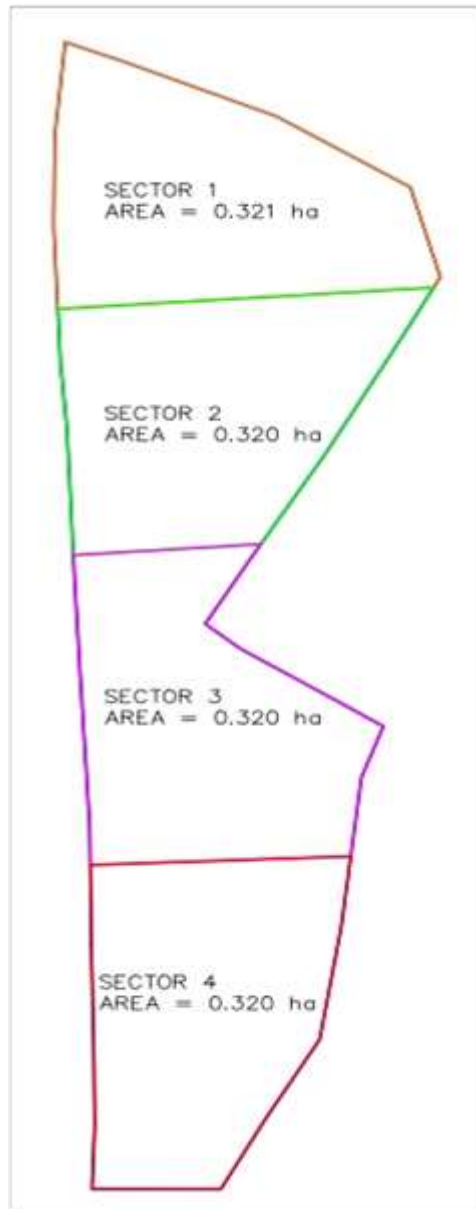 SECTOR 1
AREA = 0.321 ha
SECTOR 2
AREA = 0.320 ha
SECTOR 3
AREA = 0.320 ha
SECTOR 4
AREA = 0.320 ha